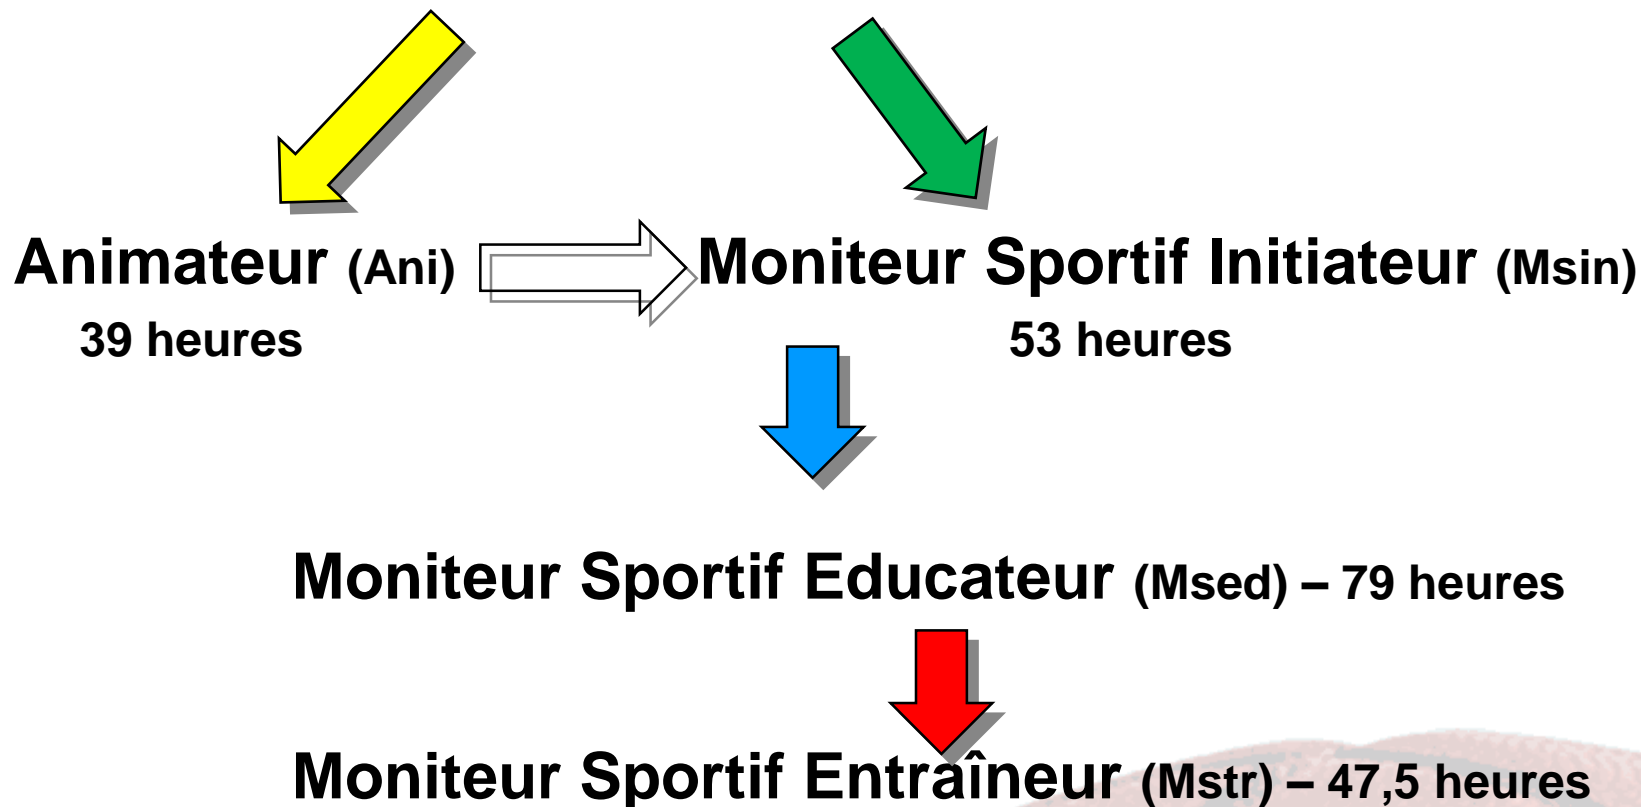 Animateur (Ani) Moniteur Sportif Initiateur (Msin)
39 heures 53 heures
Moniteur Sportif Educateur (Msed) – 79 heures
Moniteur Sportif Entraîneur (Mstr) – 47,5 heures